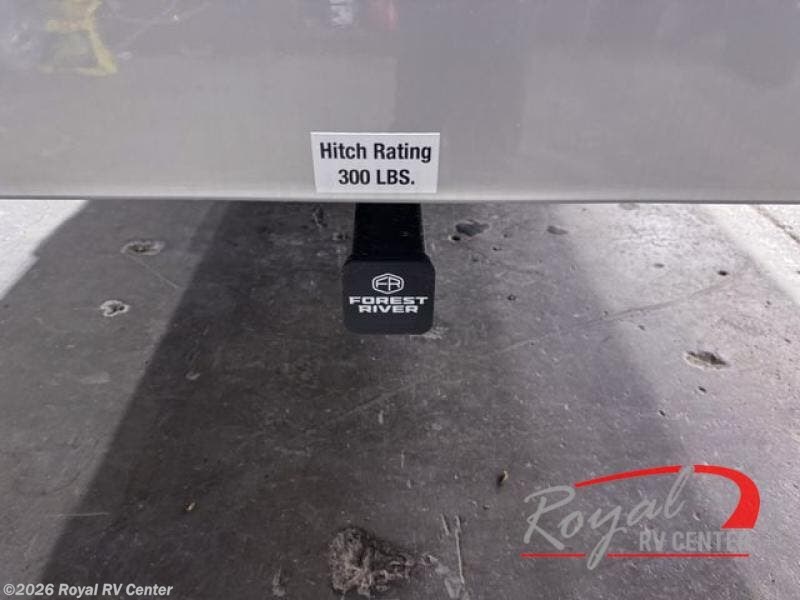 Hitch Rating
300 LBS.
FR
FOREST
RIVER
Royal
RV CENTER
©2026 Royal RV Center